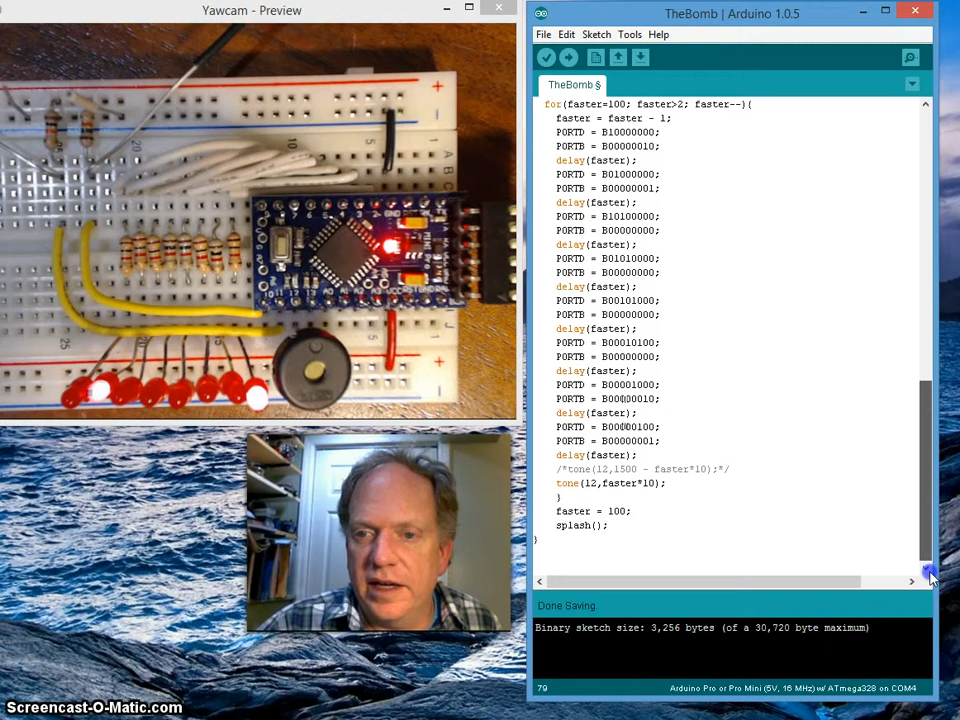 Yawcam - Preview
TheBomb | Arduino 1.0.5
File Edit Sketch Tools Help
TheBomb §
for(faster=100; faster>2; faster--){
faster = faster - 1;
PORTD = B10000000;
PORTB = B00000010;
delay(faster);
PORTD = B01000000;
PORTB = B00000001;
delay(faster);
PORTD = B10100000;
PORTB = B00000000;
delay(faster);
PORTD = B01010000;
PORTB = B00000000;
delay(faster);
PORTD = B00101000;
PORTB = B00000000;
delay(faster);
PORTD = B00010100;
PORTB = B00000000;
delay(faster);
PORTD = B00001000;
PORTB = B00000010;
delay(faster);
PORTD = B00000100;
PORTB = B00000001;
delay(faster);
/*tone(12,1500 - faster*10);*/
tone(12,faster*10);
}
faster = 100;
splash();
}
Done Saving.
Binary sketch size: 3,256 bytes (of a 30,720 byte maximum)
79
Arduino Pro or Pro Mini (5V, 16 MHz) w/ ATmega328 on COM4
Screencast-O-Matic.com